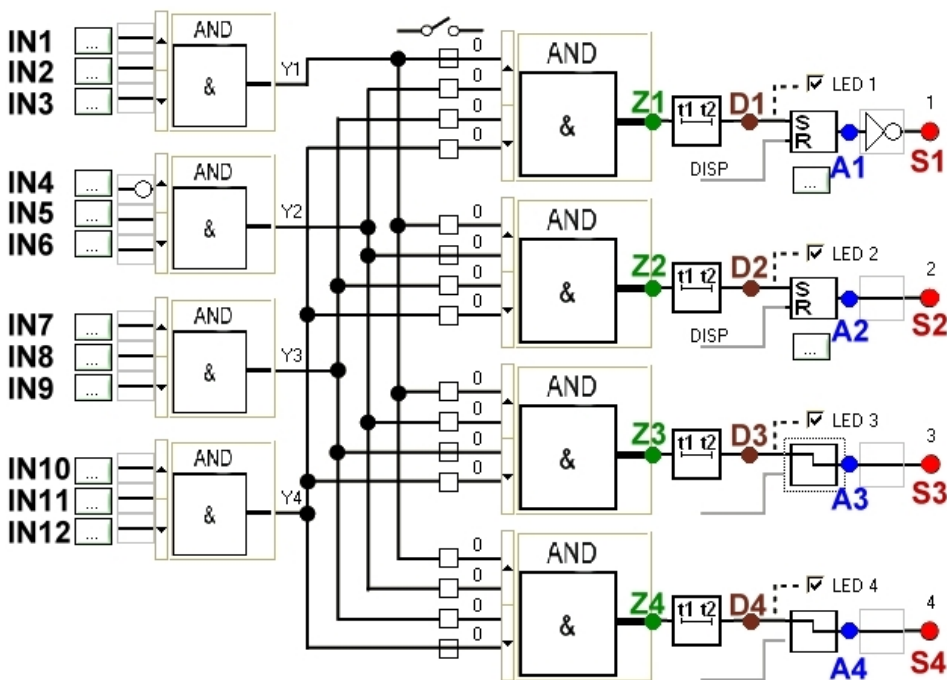 IN1 ...
IN2 ...
IN3 ...
AND
&
Y1
IN4 ...
IN5 ...
IN6 ...
AND
&
Y2
IN7 ...
IN8 ...
IN9 ...
AND
&
Y3
IN10 ...
IN11 ...
IN12 ...
AND
&
Y4
0
0
0
0
AND
&
Z1
t1 t2
D1
LED 1
DISP
S
R
...
A1
1
S1
0
0
0
0
AND
&
Z2
t1 t2
D2
LED 2
DISP
S
R
...
A2
2
S2
0
0
0
0
AND
&
Z3
t1 t2
D3
LED 3
A3
3
S3
0
0
0
0
AND
&
Z4
t1 t2
D4
LED 4
A4
4
S4